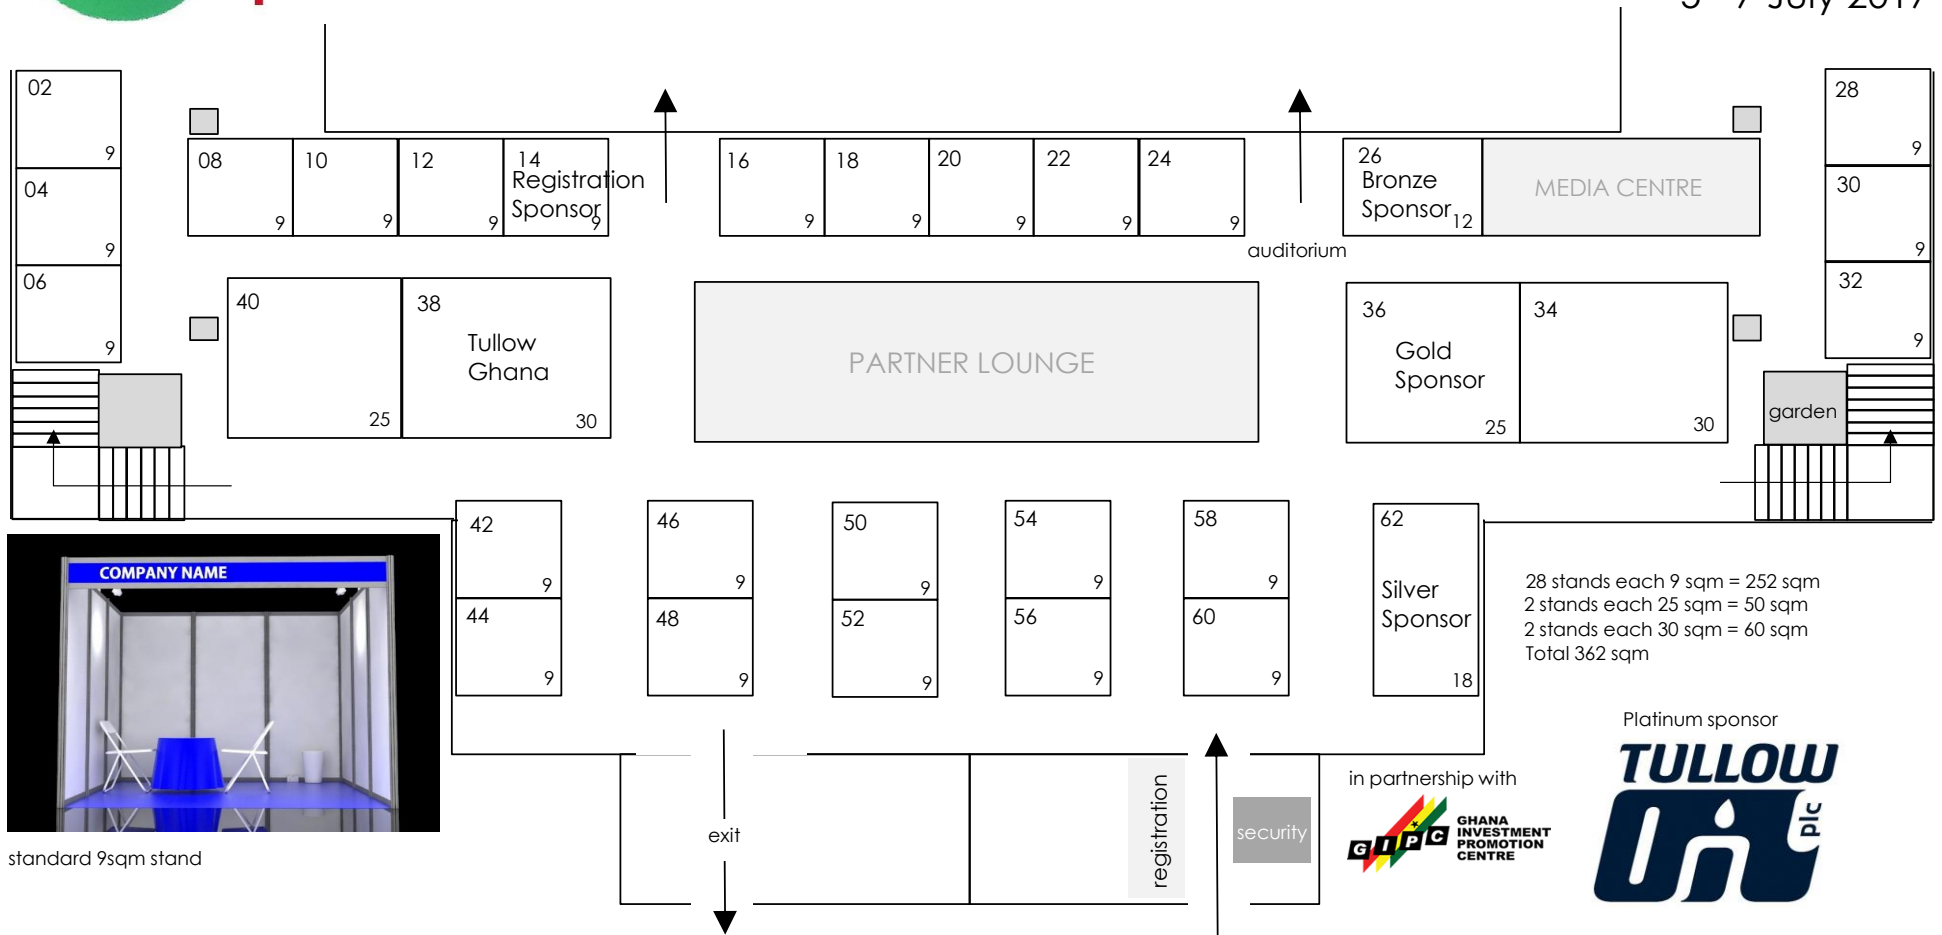 5 - 7 July 2017
02
9
04
9
06
9
08
9
10
9
12
9
14
Registration
Sponsor
9
16
9
18
9
20
9
22
9
24
9
26
Bronze
Sponsor
12
MEDIA CENTRE
28
9
30
9
32
9
auditorium
40
25
38
Tullow
Ghana
30
PARTNER LOUNGE
36
Gold
Sponsor
25
34
30
garden
42
9
44
9
46
9
48
9
50
9
52
9
54
9
56
9
58
9
60
9
62
Silver
Sponsor
18
COMPANY NAME
standard 9sqm stand
28 stands each 9 sqm = 252 sqm
2 stands each 25 sqm = 50 sqm
2 stands each 30 sqm = 60 sqm
Total 362 sqm
exit
registration
security
in partnership with
GIPC
GHANA
INVESTMENT
PROMOTION
CENTRE
Platinum sponsor
TULLOW
Oil
plc